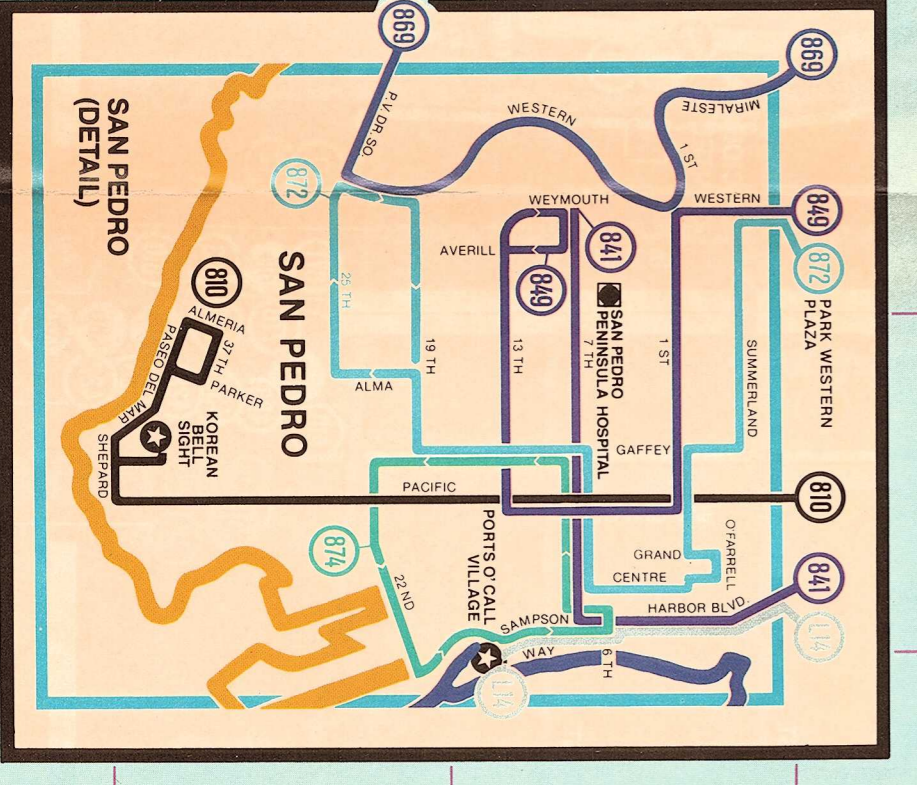 SAN PEDRO
(DETAIL)
869
869
P.V. DR. SO.
WESTERN
MIRALESTE
1 ST
872
WEYMOUTH
WESTERN
849
AVERILL
841
849
872
PARK WESTERN
PLAZA
810
SAN PEDRO
25 TH
SAN PEDRO
PENINSULA HOSPITAL
ALMERIA
37 TH
PARKER
PASEO DEL MAR
19 TH
13 TH
7 TH
1 ST
SUMMERLAND
ALMA
KOREAN
BELL
SIGHT
SHEPARD
GAFFEY
PACIFIC
810
874
PORTS O'CALL
VILLAGE
GRAND
O'FARRELL
CENTRE
841
22 ND
SAMPSON
WAY
HARBOR BLVD.
6 TH
L14
L14